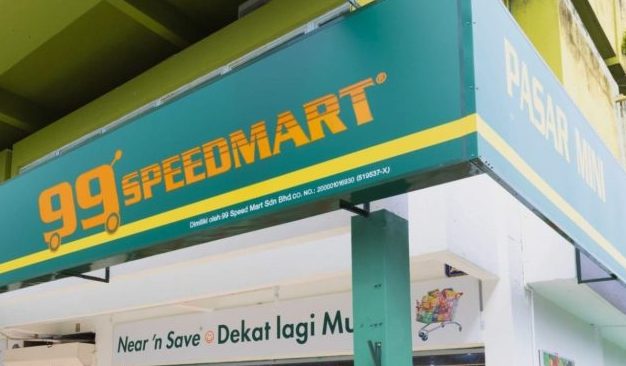 99 SPEEDMART®
Dimiliki oleh:99 Speed Mart Sdn Bhd.CO. NO.: 200001016930 (519537-X)
PASAR MINI
Near 'n Save Dekat lagi